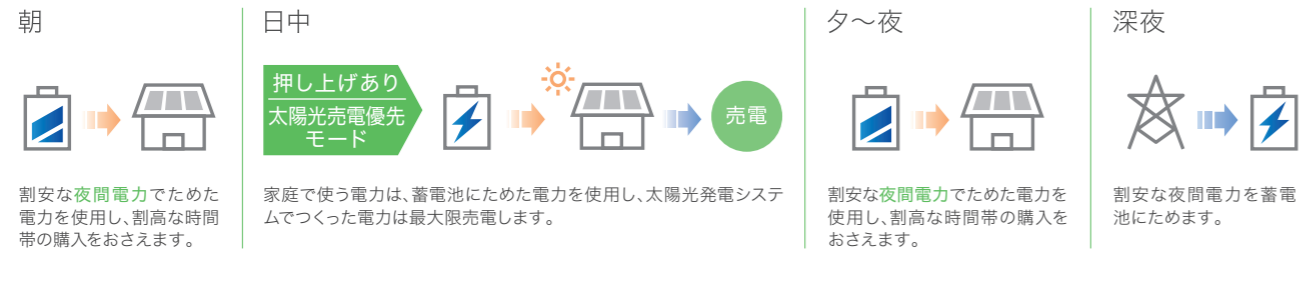 朝
割安な夜間電力でためた
電力を使用し、割高な時間
帯の購入をおさえます。
日中
押し上げあり
太陽光売電優先
モード
売電
家庭で使う電力は、蓄電池にためた電力を使用し、太陽光発電システ
ムでつくった電力は最大限売電します。
夕〜夜
割安な夜間電力でためた電力を
使用し、割高な時間帯の購入を
おさえます。
深夜
割安な夜間電力を蓄電
池にためます。